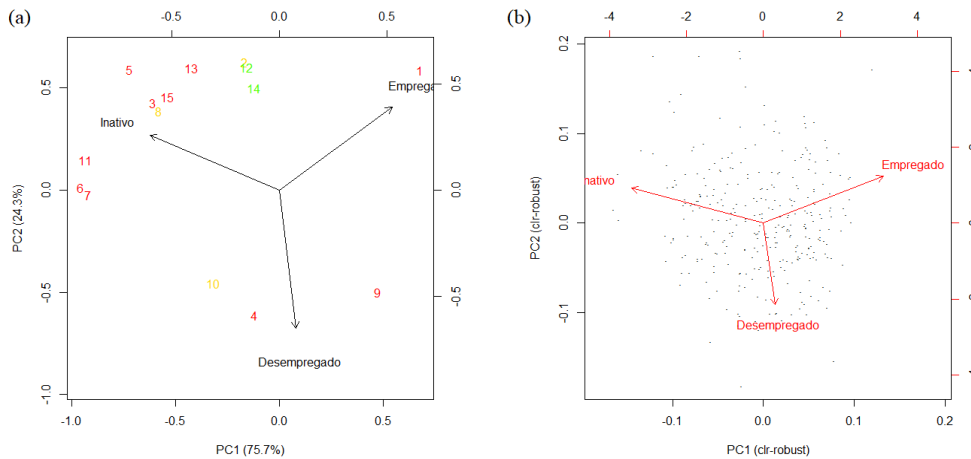 (a)
-0.5 0.0 0.5
5 13 2 12 14 1
3 15 8
Emprega
Inativo
11
6 7
10
4
9
Desempregado
0.5
0.0
-0.5
-1.0
0.5
0.0
-0.5
-1.0 -0.5 0.0 0.5
PC2 (24.3%)
PC1 (75.7%)
(b)
-4 -2 0 2 4
Empregado
nativo
Desempregado
0.2
0.1
0.0
-0.1
-0.1 0.0 0.1 0.2
PC2 (clr-robust)
PC1 (clr-robust)